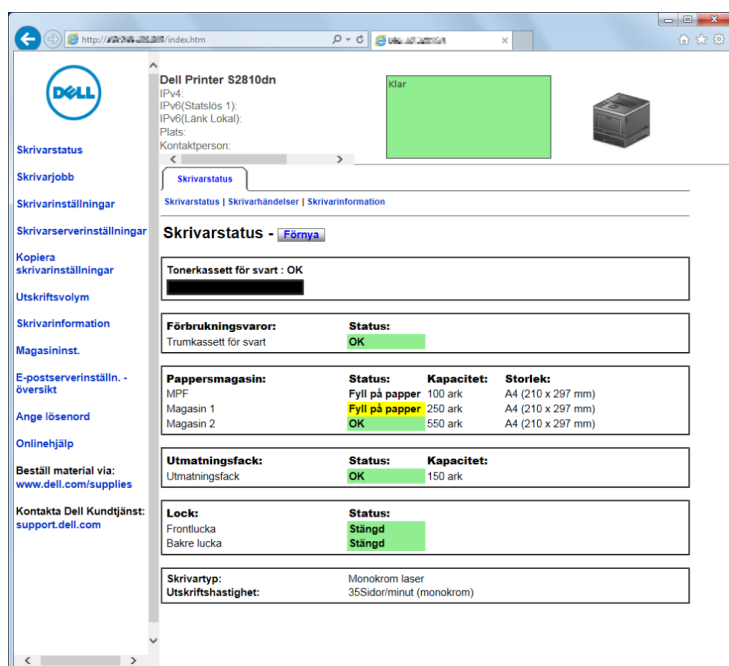 http:// /index.htm
DELL
Dell Printer S2810dn
IPv4:
IPv6(Statslös 1):
IPv6(Länk Lokal):
Plats:
Kontaktperson:
Klar
Skrivarstatus
Skrivarjobb
Skrivarinställningar
Skrivarserverinställningar
Kopiera
skrivarinställningar
Utskriftsvolym
Skrivarinformation
Magasininst.
E-postserverinställn. -
översikt
Ange lösenord
Onlinehjälp
Beställ material via:
www.dell.com/supplies
Kontakta Dell Kundtjänst:
support.dell.com
Skrivarstatus
Skrivarstatus | Skrivarhändelser | Skrivarinformation
Skrivarstatus - Förnya
Tonerkassett för svart : OK
Förbrukningsvaror: Status:
Trumkassett för svart OK
Pappersmagasin: Status: Kapacitet: Storlek:
MPF Fyll på papper 100 ark A4 (210 x 297 mm)
Magasin 1 Fyll på papper 250 ark A4 (210 x 297 mm)
Magasin 2 OK 550 ark A4 (210 x 297 mm)
Utmatningsfack: Status: Kapacitet:
Utmatningsfack OK 150 ark
Lock: Status:
Frontlucka Stängd
Bakre lucka Stängd
Skrivartyp: Monokrom laser
Utskriftshastighet: 35Sidor/minut (monokrom)